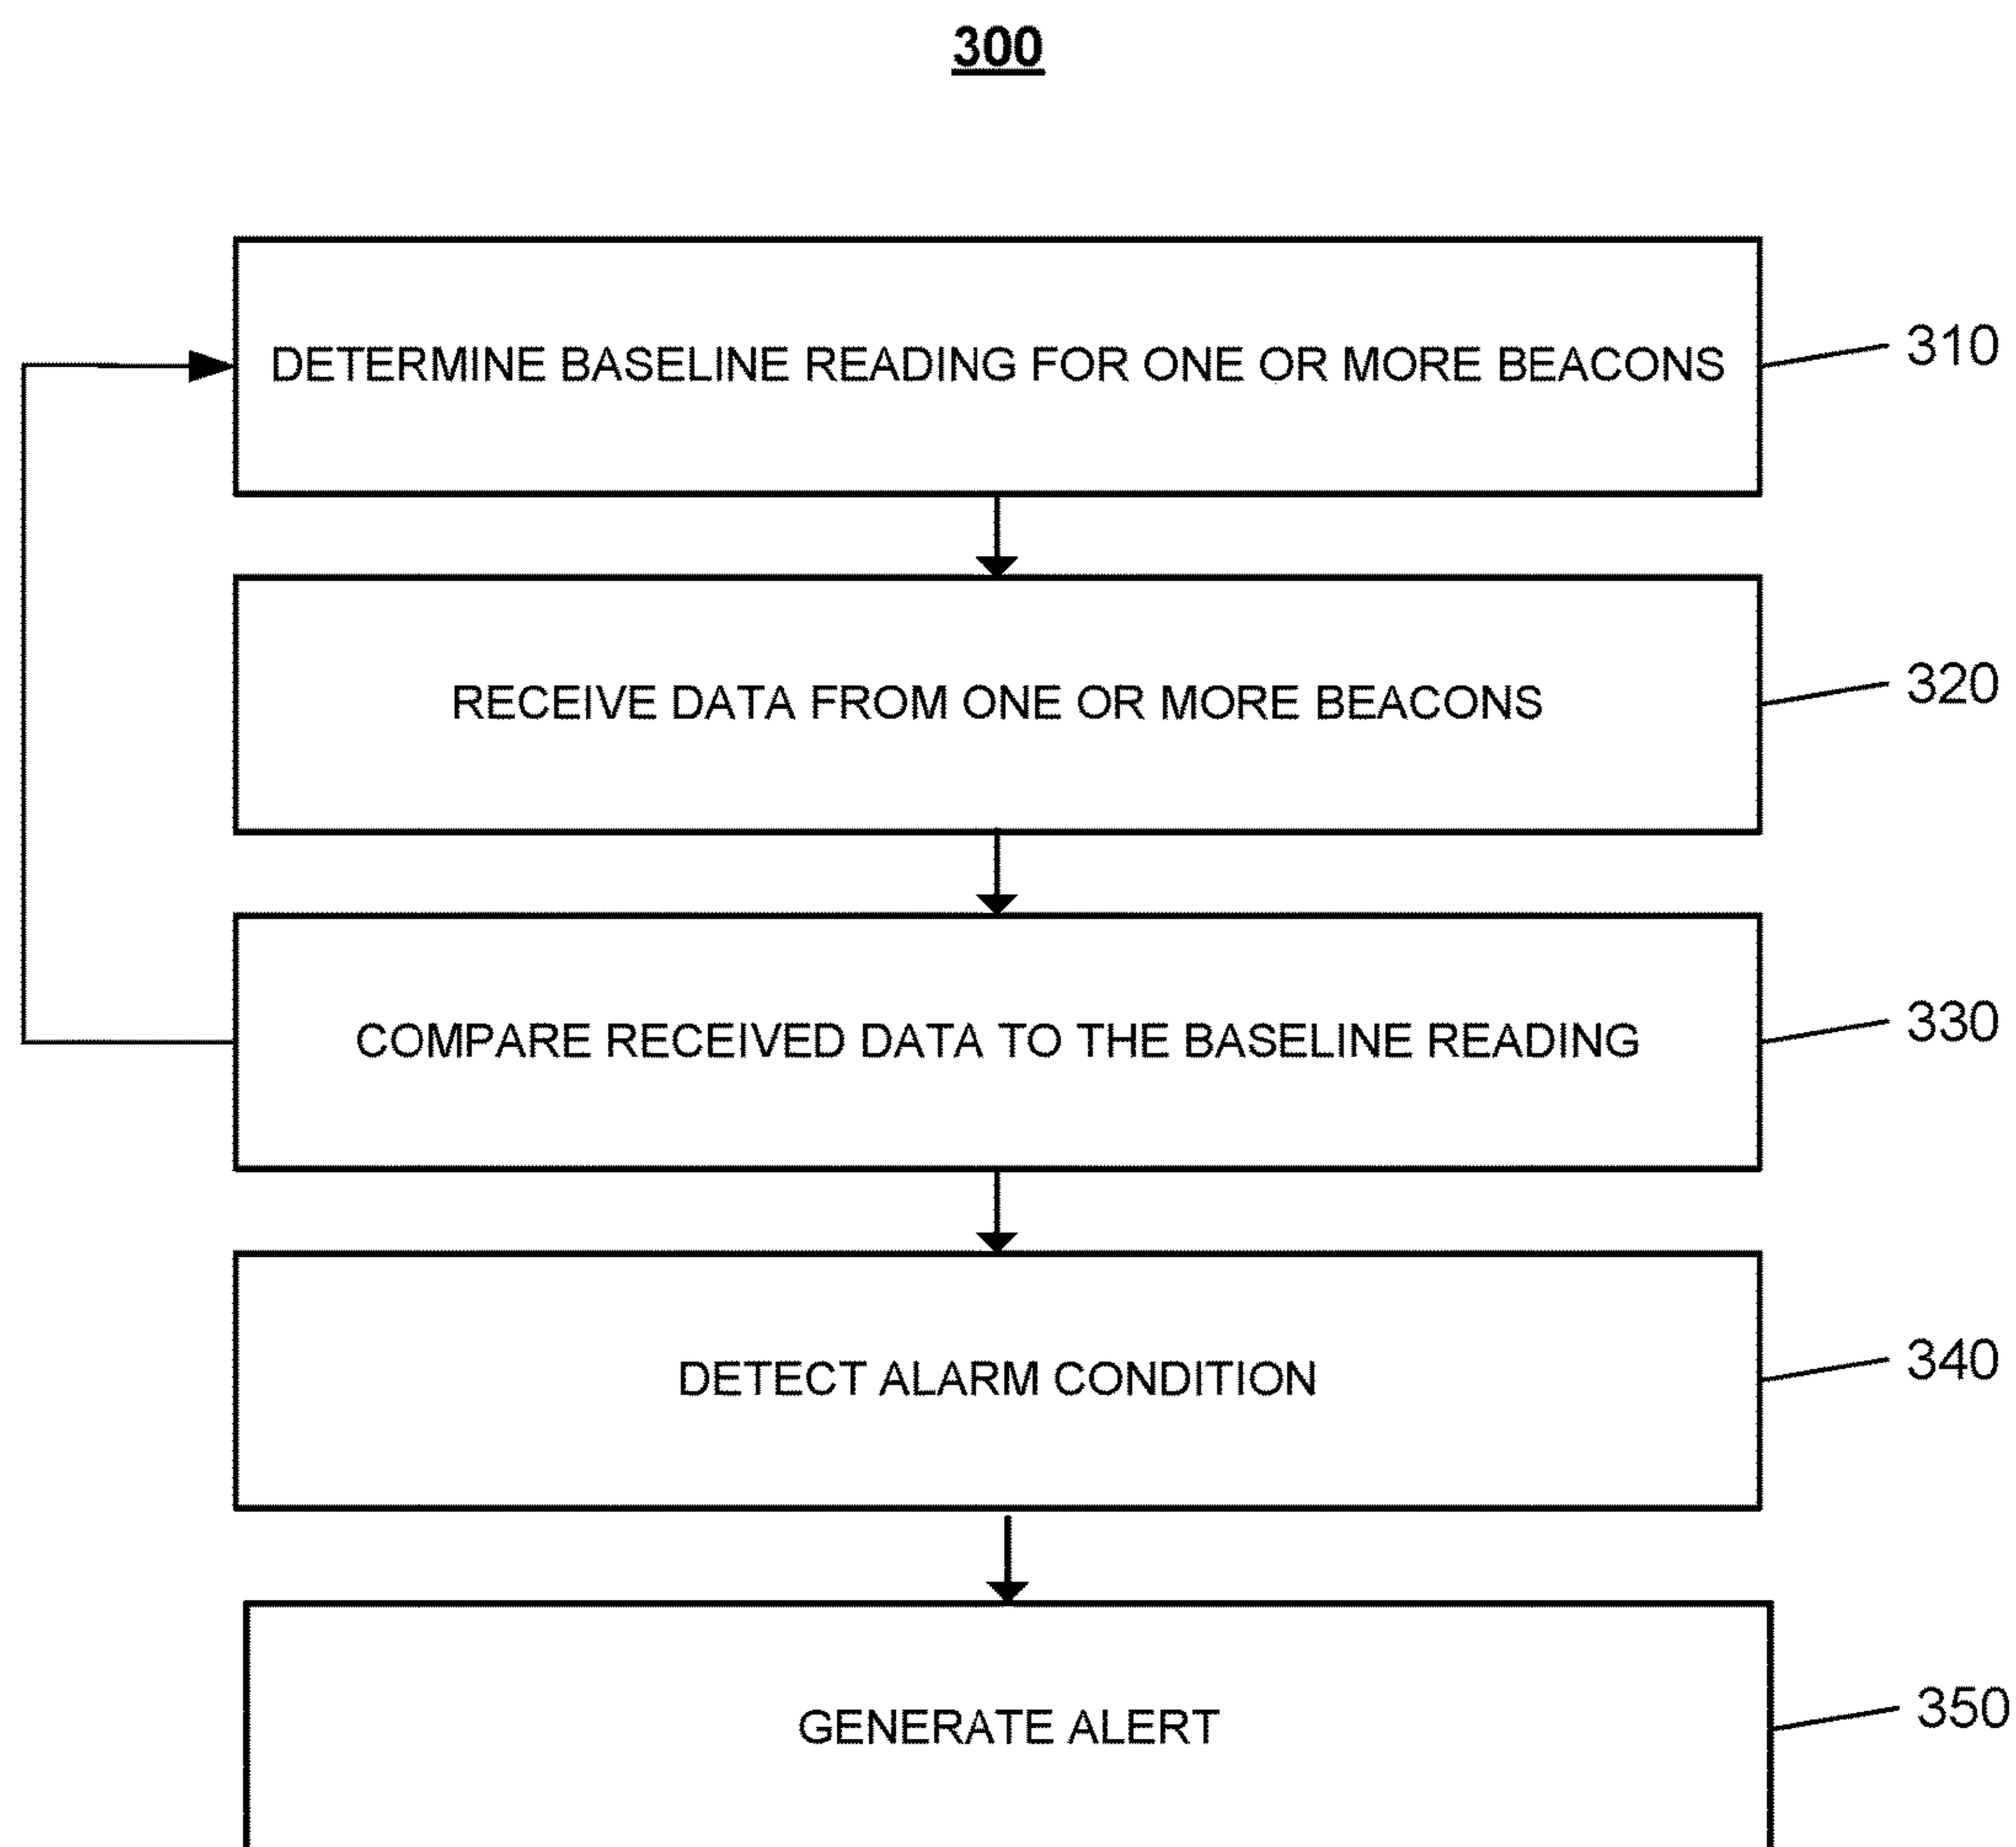 300
DETERMINE BASELINE READING FOR ONE OR MORE BEACONS
310
RECEIVE DATA FROM ONE OR MORE BEACONS
320
COMPARE RECEIVED DATA TO THE BASELINE READING
330
DETECT ALARM CONDITION
340
GENERATE ALERT
350